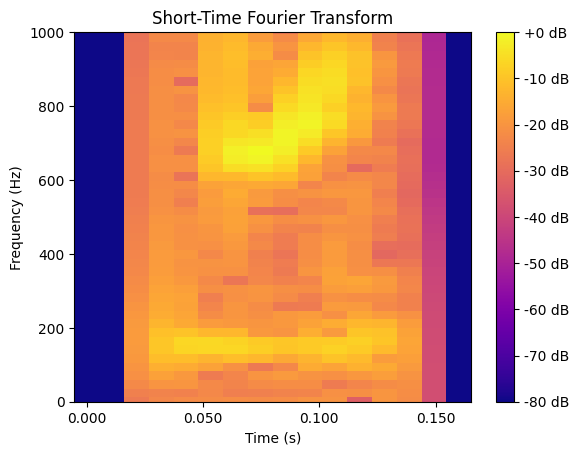 Short-Time Fourier Transform
1000
800
600
400
200
0
Frequency (Hz)
0.000
0.050
0.100
0.150
Time (s)
+0 dB
-10 dB
-20 dB
-30 dB
-40 dB
-50 dB
-60 dB
-70 dB
-80 dB